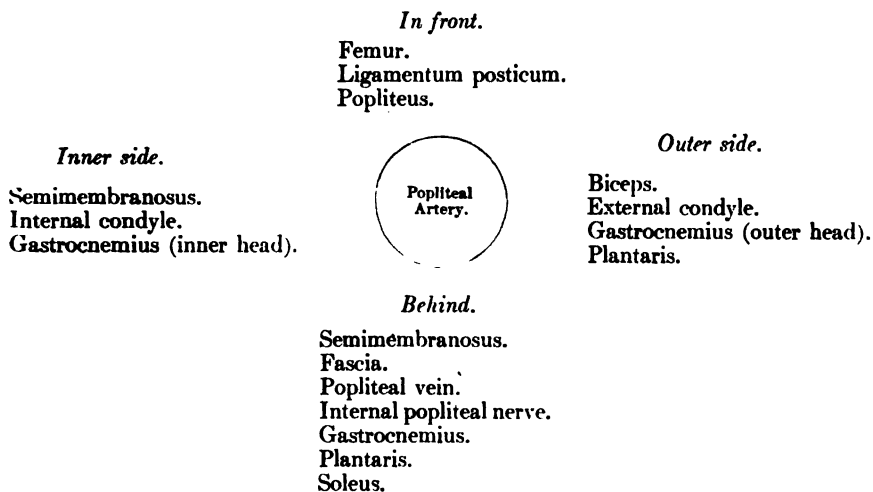 In front.
Femur.
Ligamentum posticum.
Popliteus.
Inner side.
Semimembranosus.
Internal condyle.
Gastrocnemius (inner head).
Popliteal
Artery.
Outer side.
Biceps.
External condyle.
Gastrocnemius (outer head).
Plantaris.
Behind.
Semimembranosus.
Fascia.
Popliteal vein.
Internal popliteal nerve.
Gastrocnemius.
Plantaris.
Soleus.